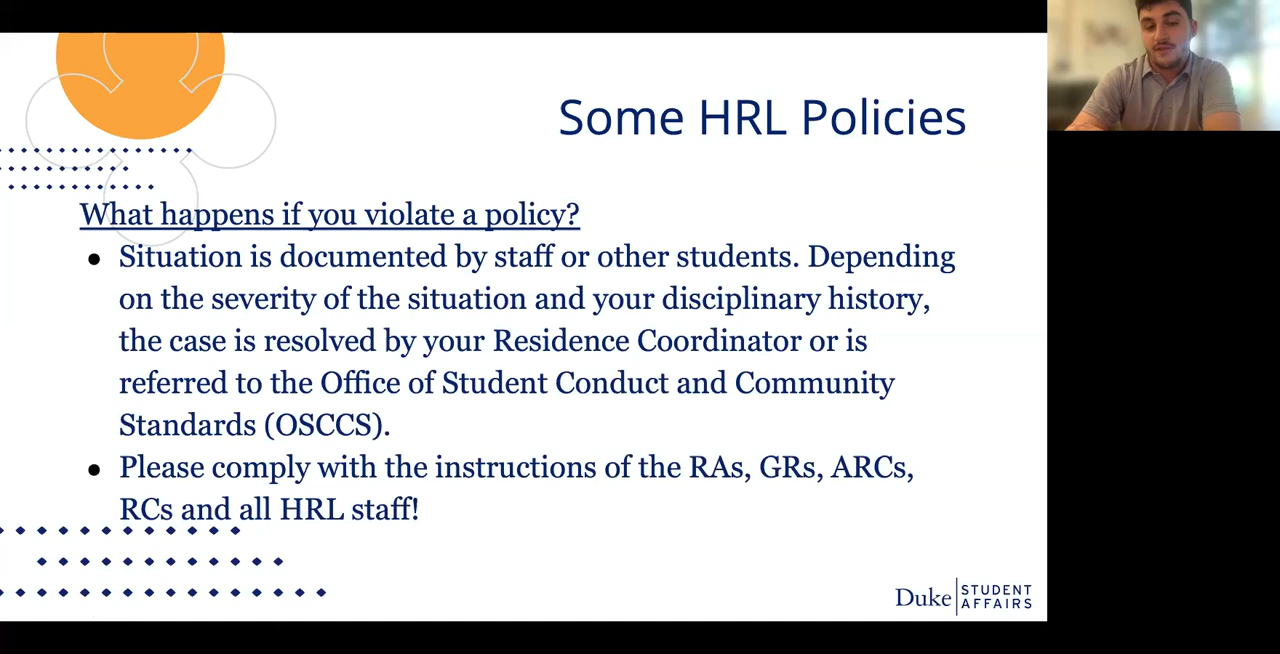 Some HRL Policies
What happens if you violate a policy?
● Situation is documented by staff or other students. Depending
on the severity of the situation and your disciplinary history,
the case is resolved by your Residence Coordinator or is
referred to the Office of Student Conduct and Community
Standards (OSCCS).
● Please comply with the instructions of the RAs, GRs, ARCs,
RCs and all HRL staff!
Duke STUDENT
AFFAIRS